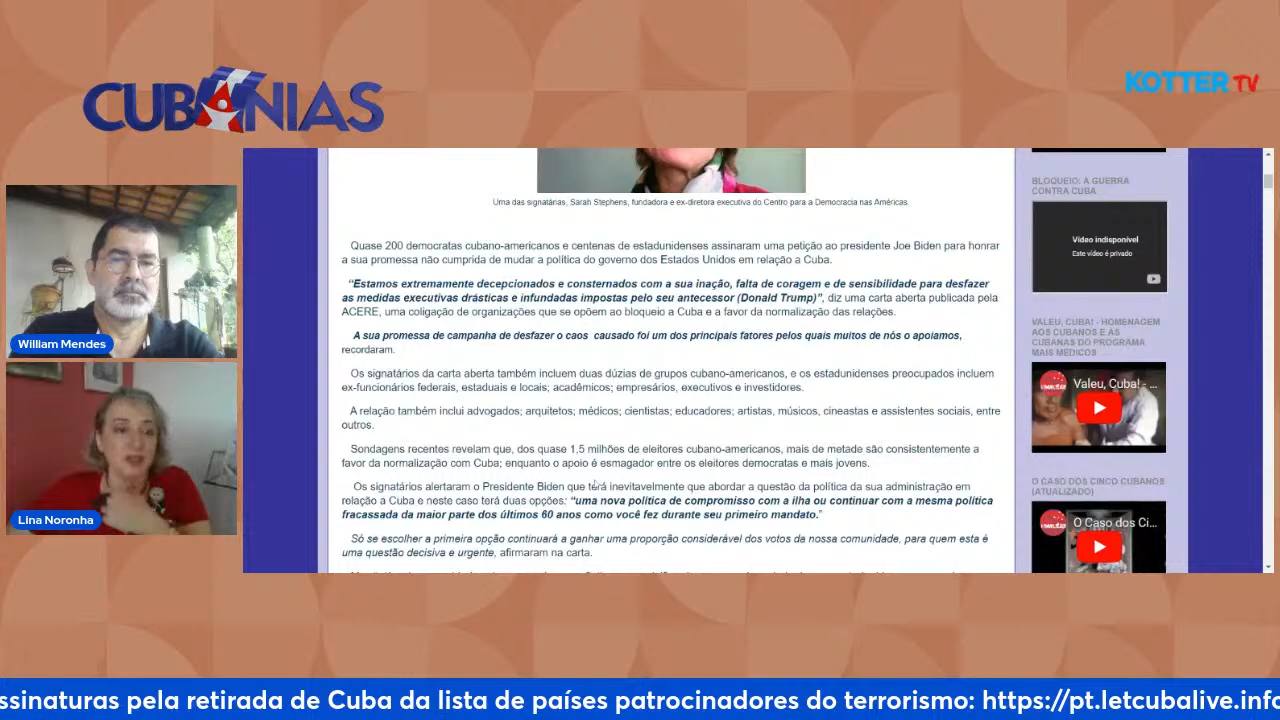 CUBANIAS
KOTTER TV
William Mendes
Lina Noronha
Uma das signatárias, Sarah Stephens, fundadora e ex-diretora executiva do Centro para a Democracia nas Américas.
Quase 200 democratas cubano-americanos e centenas de estadunidenses assinaram uma petição ao presidente Joe Biden para honrar
a sua promessa não cumprida de mudar a política do governo dos Estados Unidos em relação a Cuba.
“Estamos extremamente decepcionados e consternados com a sua inação, falta de coragem e de sensibilidade para desfazer
as medidas executivas drásticas e infundadas impostas pelo seu antecessor (Donald Trump)”, diz uma carta aberta publicada pela
ACERE, uma coligação de organizações que se opõem ao bloqueio a Cuba e a favor da normalização das relações.
A sua promessa de campanha de desfazer o caos causado foi um dos principais fatores pelos quais muitos de nós o apoiamos,
recordaram.
Os signatários da carta aberta também incluem duas dúzias de grupos cubano-americanos, e os estadunidenses preocupados incluem
ex-funcionários federais, estaduais e locais; acadêmicos; empresários, executivos e investidores.
A relação também inclui advogados; arquitetos; médicos; cientistas; educadores; artistas, músicos, cineastas e assistentes sociais, entre
outros.
Sondagens recentes revelam que, dos quase 1,5 milhões de eleitores cubano-americanos, mais de metade são consistentemente a
favor da normalização com Cuba; enquanto o apoio é esmagador entre os eleitores democratas e mais jovens.
Os signatários alertaram o Presidente Biden que terá inevitavelmente que abordar a questão da política da sua administração em
relação a Cuba e neste caso terá duas opções: “uma nova política de compromisso com a ilha ou continuar com a mesma política
fracassada da maior parte dos últimos 60 anos como você fez durante seu primeiro mandato.”
Só se escolher a primeira opção continuará a ganhar uma proporção considerável dos votos da nossa comunidade, para quem esta é
uma questão decisiva e urgente, afirmaram na carta.
BLOQUEIO: A GUERRA
CONTRA CUBA
Vídeo indisponível
Este vídeo é privado
VALEU, CUBA! - HOMENAGEM
AOS CUBANOS E ÀS
CUBANAS DO PROGRAMA
MAIS MÉDICOS
Valeu, Cuba! - ...
O CASO DOS CINCO CUBANOS
(ATUALIZADO)
O Caso dos Ci...
ssinaturas pela retirada de Cuba da lista de países patrocinadores do terrorismo: https://pt.letcubalive.info